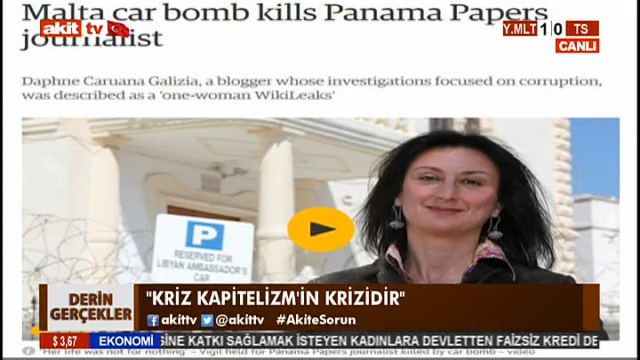 Malta car bomb kills Panama Papers
journalist
akit tv
Y.MLT 1 0 TS
CANLI
Daphne Caruana Galizia, a blogger whose investigations focused on corruption,
was described as a ‘one-woman WikiLeaks’
P
RESERVED FOR
LIBYAN AMBASSADOR'S
CAR
DERİN
GERÇEKLER
"KRİZ KAPİTELİZM'İN KRİZİDİR"
akittv @akittv #AkiteSorun
$ 3,67 EKONOMİ SİNE KATKI SAĞLAMAK İSTEYEN KADINLARA DEVLETTEN FAİZSİZ KREDİ DE
'Her life was not for nothing' – Vigil held for Panama Papers journalist killed by car bomb – video